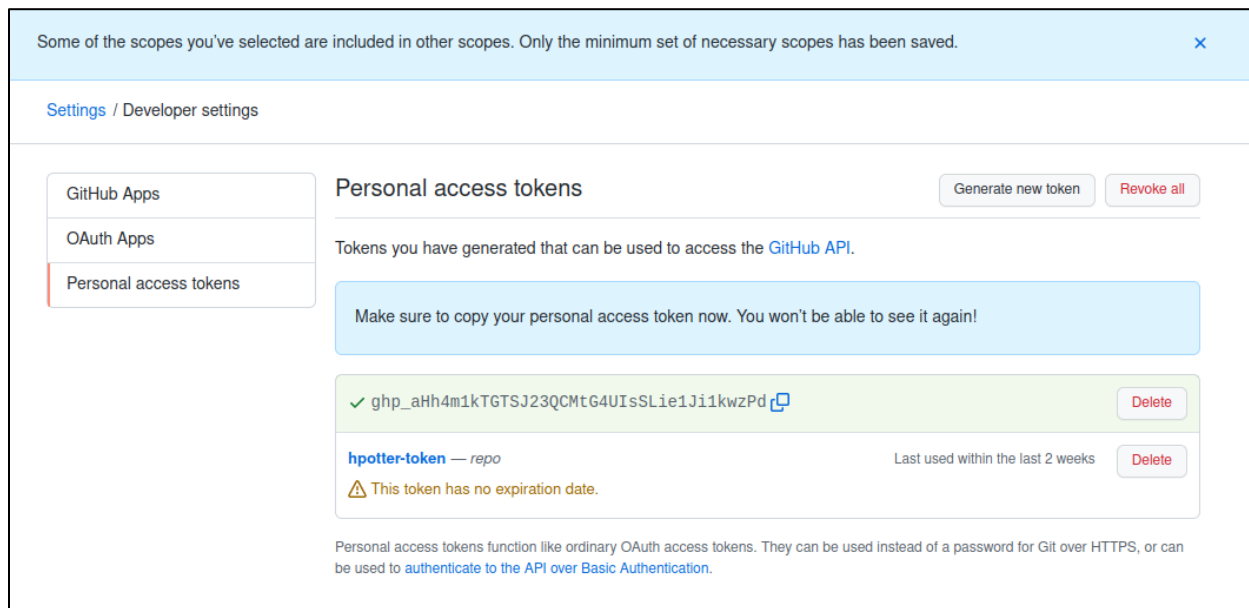 Some of the scopes you've selected are included in other scopes. Only the minimum set of necessary scopes has been saved.
Settings / Developer settings
GitHub Apps
OAuth Apps
Personal access tokens
Personal access tokens
Generate new token
Revoke all
Tokens you have generated that can be used to access the GitHub API.
Make sure to copy your personal access token now. You won't be able to see it again!
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
Delete
hpotter-token — repo
Last used within the last 2 weeks
Delete
This token has no expiration date.
Personal access tokens function like ordinary OAuth access tokens. They can be used instead of a password for Git over HTTPS, or can
be used to authenticate to the API over Basic Authentication.